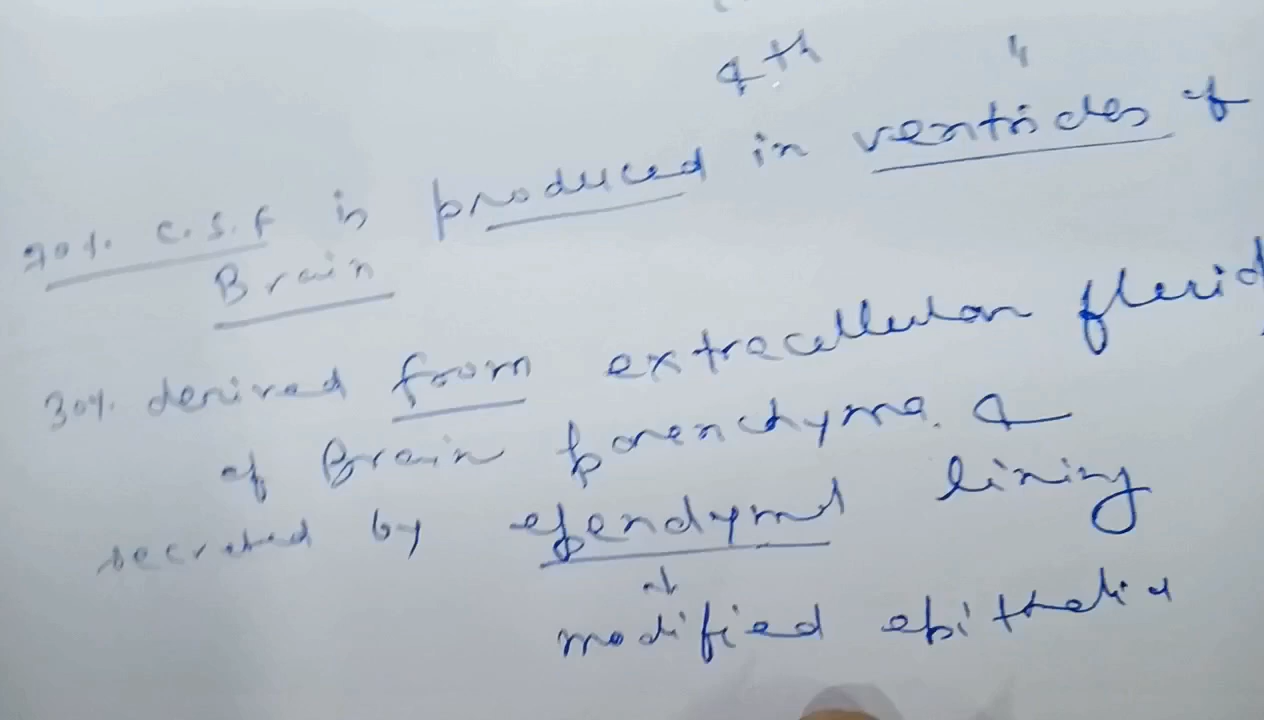 4th 4
70%. C.S.F is produced in ventricles of
Brain
30%. derived from extracellular fluid
of Brain parenchyma. &
secreted by ependymal lining
modified epithelia